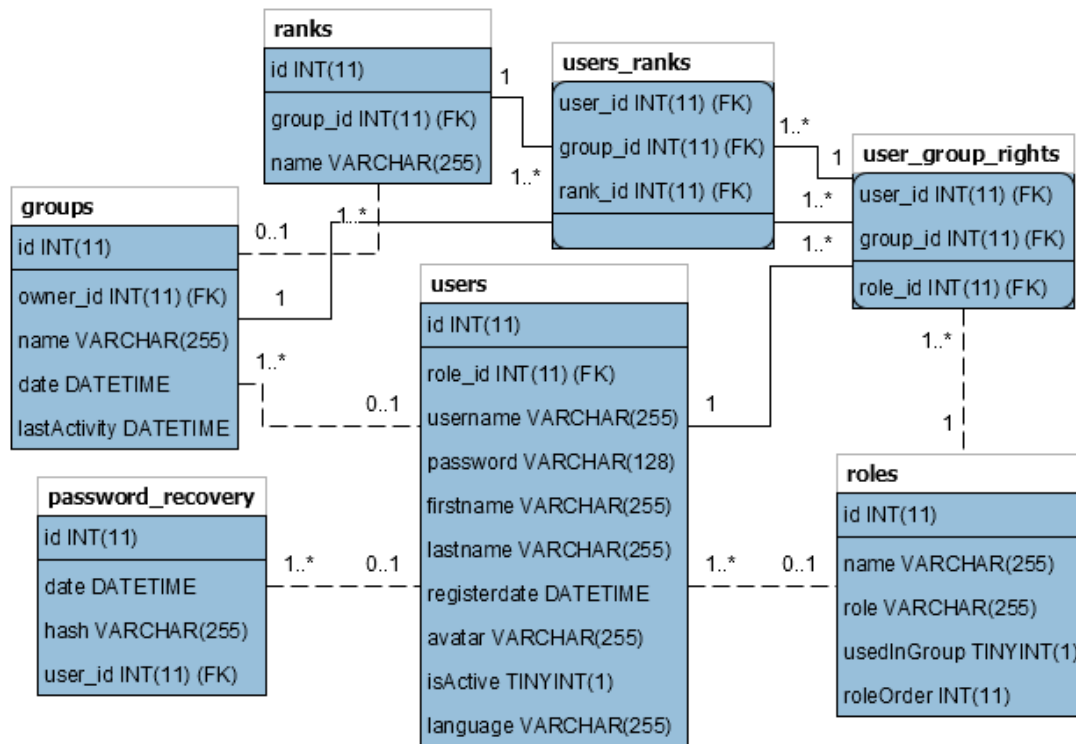 ranks
id INT(11)
group_id INT(11) (FK)
name VARCHAR(255)
1
1..*
users_ranks
user_id INT(11) (FK)
group_id INT(11) (FK)
rank_id INT(11) (FK)
1..*
1
1..*
1..*
user_group_rights
user_id INT(11) (FK)
group_id INT(11) (FK)
role_id INT(11) (FK)
1..*
1
groups
id INT(11)
owner_id INT(11) (FK)
name VARCHAR(255)
date DATETIME
lastActivity DATETIME
0..1
1..*
1
1..*
0..1
users
id INT(11)
role_id INT(11) (FK)
username VARCHAR(255)
password VARCHAR(128)
firstname VARCHAR(255)
lastname VARCHAR(255)
registerdate DATETIME
avatar VARCHAR(255)
isActive TINYINT(1)
language VARCHAR(255)
1
1..*
0..1
password_recovery
id INT(11)
date DATETIME
hash VARCHAR(255)
user_id INT(11) (FK)
1..*
0..1
roles
id INT(11)
name VARCHAR(255)
role VARCHAR(255)
usedInGroup TINYINT(1)
roleOrder INT(11)